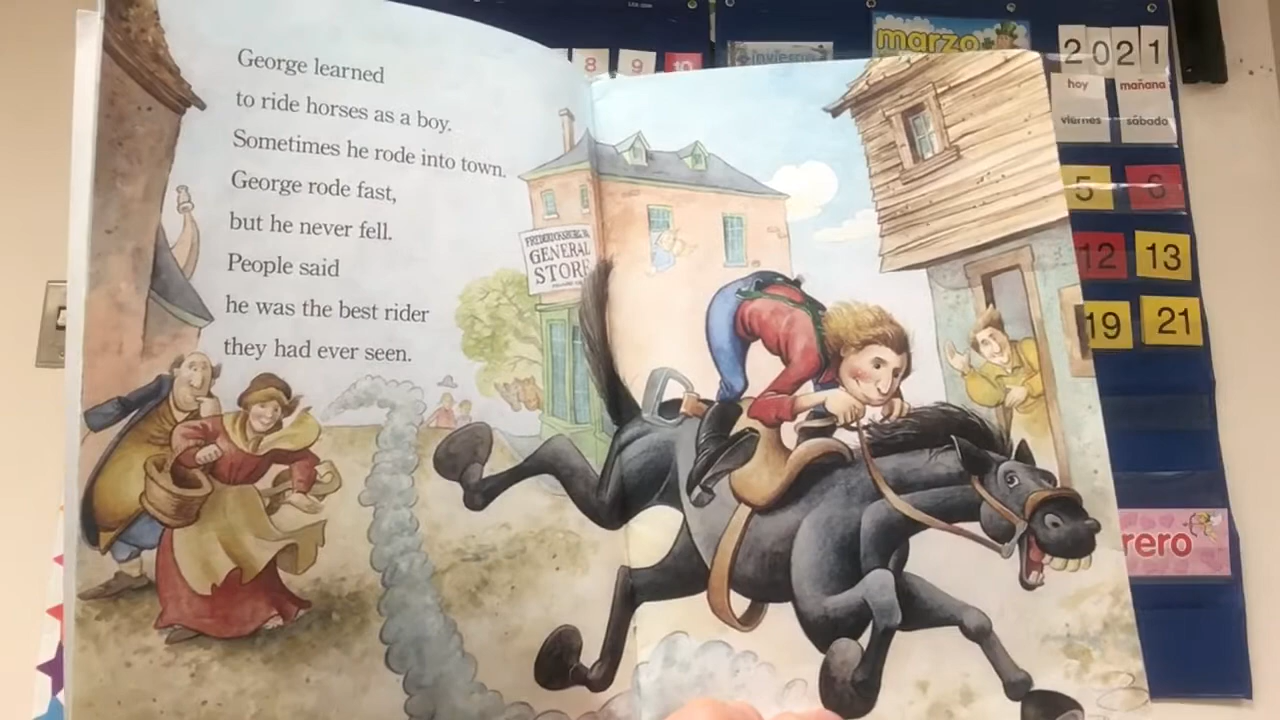 George learned
to ride horses as a boy.
Sometimes he rode into town.
George rode fast,
but he never fell.
People said
he was the best rider
they had ever seen.
FREDERICKSBURG
GENERAL
STORE
8 9 10
invierno
marzo
2021
hoy mañana
viernes sábado
5 6
12 13
19 21
rero